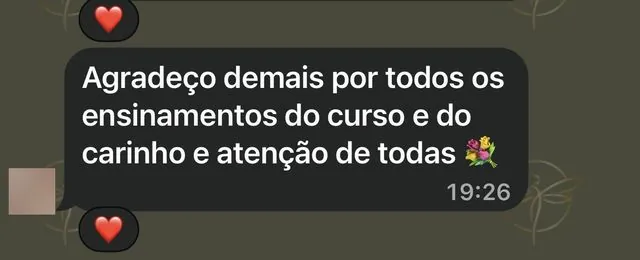 ❤️
Agradeço demais por todos os
ensinamentos do curso e do
carinho e atenção de todas 💐
19:26
❤️